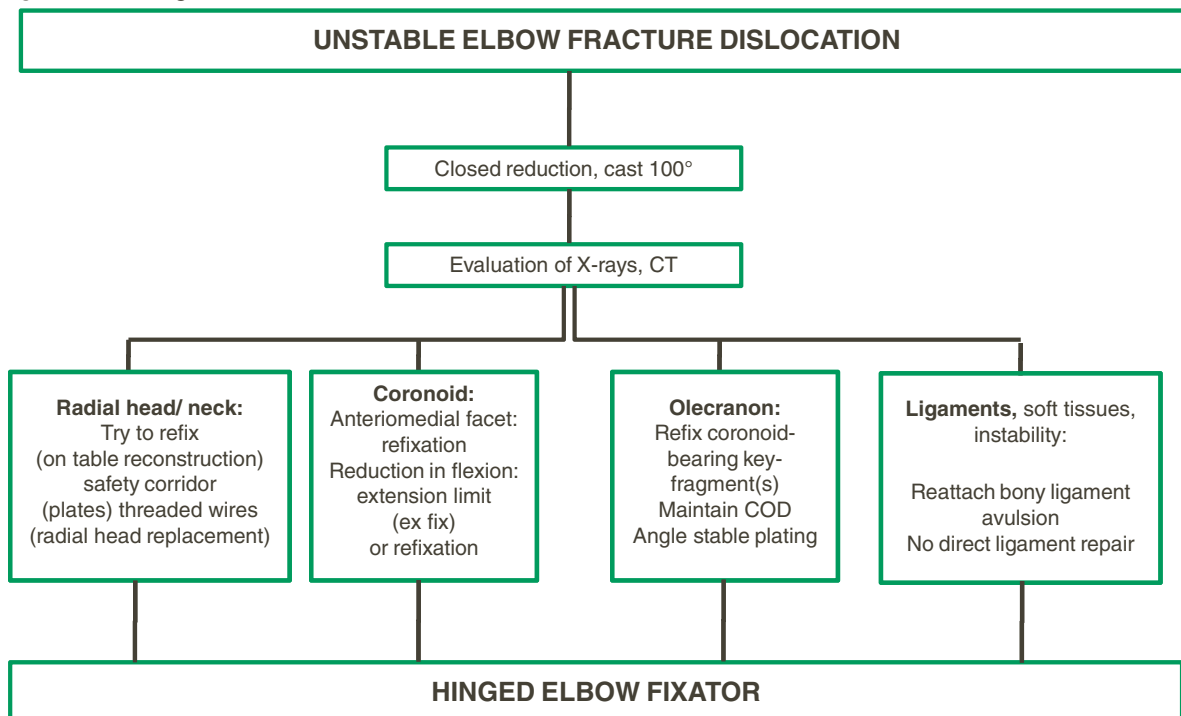 UNSTABLE ELBOW FRACTURE DISLOCATION
Closed reduction, cast 100°
Evaluation of X-rays, CT
Radial head/ neck:
Try to refix
(on table reconstruction)
safety corridor
(plates) threaded wires
(radial head replacement)
Coronoid:
Anteriomedial facet:
refixation
Reduction in flexion:
extension limit
(ex fix)
or refixation
Olecranon:
Refix coronoid-
bearing key-
fragment(s)
Maintain COD
Angle stable plating
Ligaments, soft tissues,
instability:
Reattach bony ligament
avulsion
No direct ligament repair
HINGED ELBOW FIXATOR